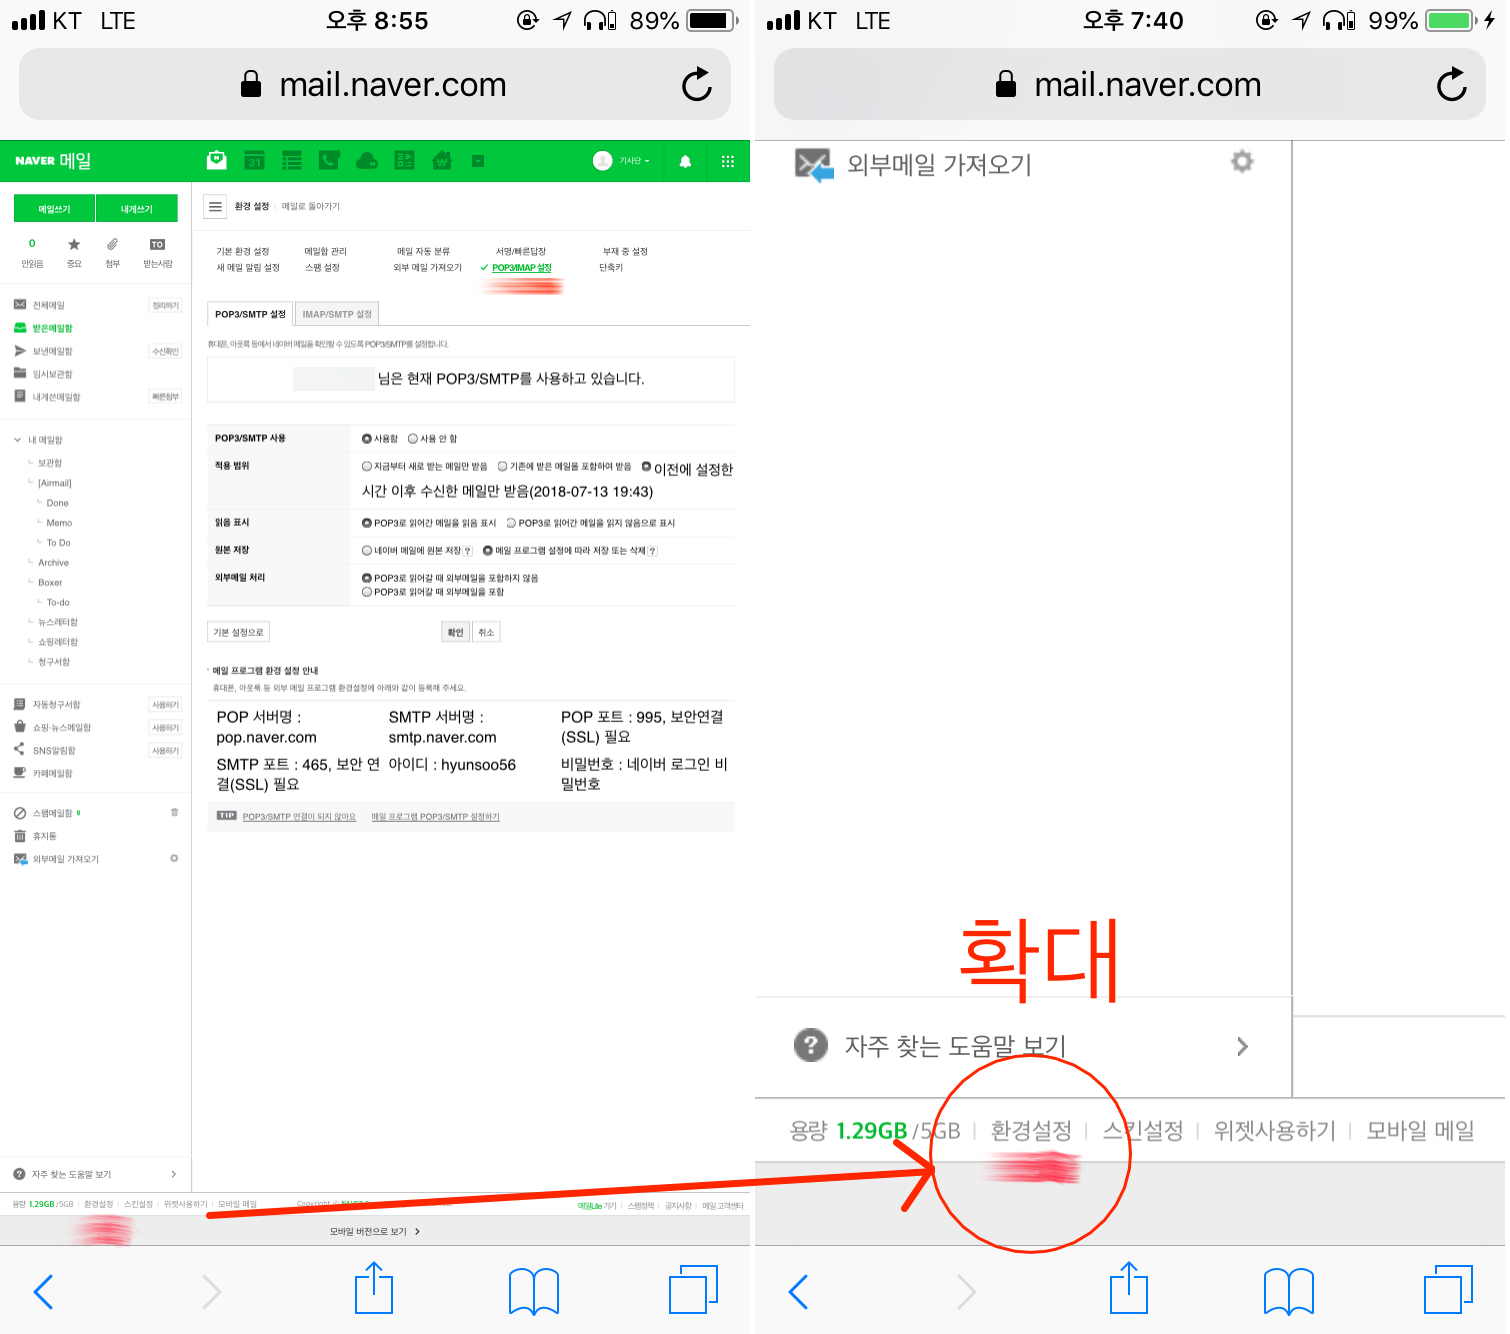 KT LTE 오후 8:55 89%
mail.naver.com
NAVER 메일
31
기사단
메일쓰기 내게쓰기
0
TO
안읽음 중요 첨부 받는사람
전체메일 정리하기
받은메일함
보낸메일함 수신확인
임시보관함
내게쓴메일함 빠른첨부
내 메일함
보관함
[Airmail]
Done
Memo
To Do
Archive
Boxer
To-do
뉴스레터함
쇼핑레터함
청구서함
자동청구서함 사용하기
쇼핑·뉴스메일함 사용하기
SNS알림함 사용하기
카페메일함
스팸메일함 8
휴지통
외부메일 가져오기
자주 찾는 도움말 보기
환경 설정 메일로 돌아가기
기본 환경 설정 메일함 관리 메일 자동 분류 서명/빠른답장 부재 중 설정
새 메일 알림 설정 스팸 설정 외부 메일 가져오기 POP3/IMAP 설정 단축키
POP3/SMTP 설정 IMAP/SMTP 설정
휴대폰, 아웃룩 등에서 네이버 메일을 확인할 수 있도록 POP3/SMTP를 설정합니다.
님은 현재 POP3/SMTP를 사용하고 있습니다.
POP3/SMTP 사용 사용함 사용 안 함
적용 범위 지금부터 새로 받는 메일만 받음 기존에 받은 메일을 포함하여 받음 이전에 설정한
시간 이후 수신한 메일만 받음(2018-07-13 19:43)
읽음 표시 POP3로 읽어간 메일을 읽음 표시 POP3로 읽어간 메일을 읽지 않음으로 표시
원본 저장 네이버 메일에 원본 저장 ? 메일 프로그램 설정에 따라 저장 또는 삭제 ?
외부메일 처리 POP3로 읽어갈 때 외부메일을 포함하지 않음
POP3로 읽어갈 때 외부메일을 포함
기본 설정으로 확인 취소
메일 프로그램 환경 설정 안내
휴대폰, 아웃룩 등 외부 메일 프로그램 환경설정에 아래와 같이 등록해 주세요.
POP 서버명 : SMTP 서버명 : POP 포트 : 995, 보안연결
pop.naver.com smtp.naver.com (SSL) 필요
SMTP 포트 : 465, 보안 연 아이디 : hyunsoo56 비밀번호 : 네이버 로그인 비
결(SSL) 필요 밀번호
TIP POP3/SMTP 연결이 되지 않아요 메일 프로그램 POP3/SMTP 설정하기
용량 1.29GB/5GB 환경설정 스킨설정 위젯사용하기 모바일 메일 Copyright © 메일Lite 가기 스팸정책 공지사항 메일 고객센터
모바일 버전으로 보기
KT LTE 오후 7:40 99%
mail.naver.com
외부메일 가져오기
확대
? 자주 찾는 도움말 보기
용량 1.29GB/5GB 환경설정 스킨설정 위젯사용하기 모바일 메일